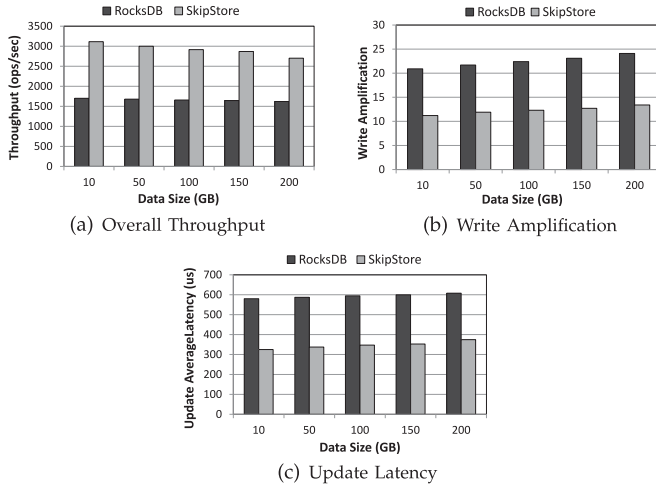 RocksDB SkipStore
Throughput (ops/sec)
3500
3000
2500
2000
1500
1000
500
0
10 50 100 150 200
Data Size (GB)
(a) Overall Throughput
RocksDB SkipStore
Write Amplification
30
25
20
15
10
5
0
10 50 100 150 200
Data Size (GB)
(b) Write Amplification
RocksDB SkipStore
Update AverageLatency (us)
700
600
500
400
300
200
100
0
10 50 100 150 200
Data Size (GB)
(c) Update Latency